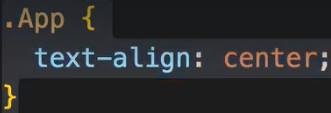 .App {
  text-align: center;
}